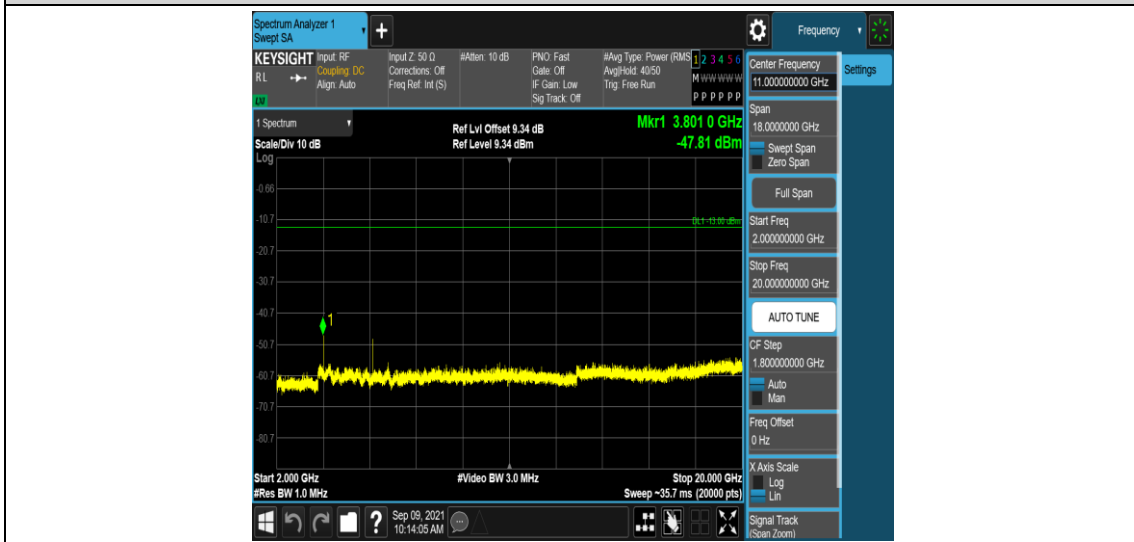 Spectrum Analyzer 1
Swept SA
Frequency
KEYSIGHT
RL
LXI
Input: RF
Coupling: DC
Align: Auto
Input Z: 50 Ω
Corrections: Off
Freq Ref: Int (S)
#Atten: 10 dB
PNO: Fast
Gate: Off
IF Gain: Low
Sig Track: Off
#Avg Type: Power (RMS
Avg|Hold: 40/50
Trig: Free Run
1 2 3 4 5 6
M W W W W W
P P P P P P
Center Frequency
11.000000000 GHz
Settings
1 Spectrum
Scale/Div 10 dB
Ref Lvl Offset 9.34 dB
Ref Level 9.34 dBm
Mkr1 3.801 0 GHz
-47.81 dBm
Log
-0.66
-10.7
-20.7
-30.7
-40.7
-50.7
-60.7
-70.7
-80.7
DL1 -13.00 dBm
1
Start 2.000 GHz
#Res BW 1.0 MHz
#Video BW 3.0 MHz
Stop 20.000 GHz
Sweep ~35.7 ms (20000 pts)
Span
18.0000000 GHz
Swept Span
Zero Span
Full Span
Start Freq
2.000000000 GHz
Stop Freq
20.000000000 GHz
AUTO TUNE
CF Step
1.800000000 GHz
Auto
Man
Freq Offset
0 Hz
X Axis Scale
Log
Lin
Signal Track
(Span Zoom)
?
Sep 09, 2021
10:14:05 AM